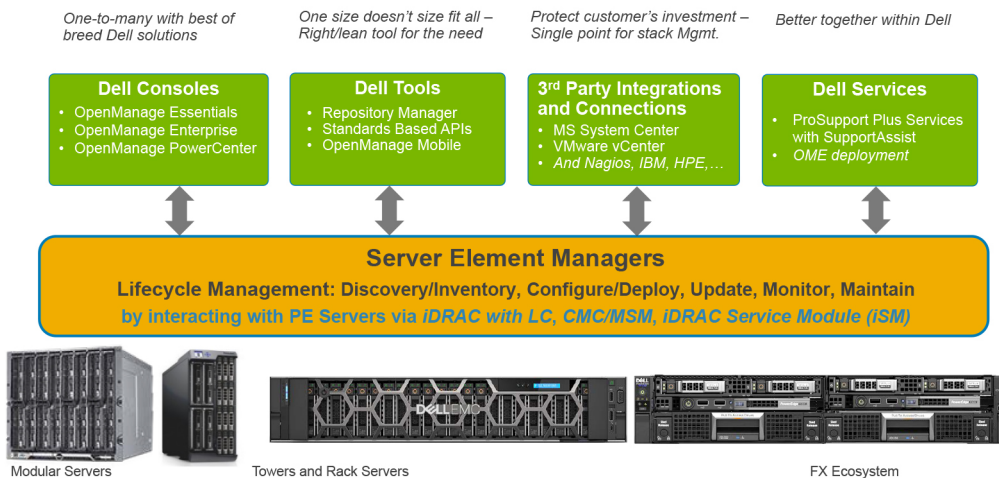 One-to-many with best of
breed Dell solutions
One size doesn’t size fit all –
Right/lean tool for the need
Protect customer’s investment –
Single point for stack Mgmt.
Better together within Dell
Dell Consoles
• OpenManage Essentials
• OpenManage Enterprise
• OpenManage PowerCenter
Dell Tools
• Repository Manager
• Standards Based APIs
• OpenManage Mobile
3rd Party Integrations
and Connections
• MS System Center
• VMware vCenter
• And Nagios, IBM, HPE,…
Dell Services
• ProSupport Plus Services
with SupportAssist
• OME deployment
Server Element Managers
Lifecycle Management: Discovery/Inventory, Configure/Deploy, Update, Monitor, Maintain
by interacting with PE Servers via iDRAC with LC, CMC/MSM, iDRAC Service Module (iSM)
DELLEMC
Modular Servers
Towers and Rack Servers
FX Ecosystem